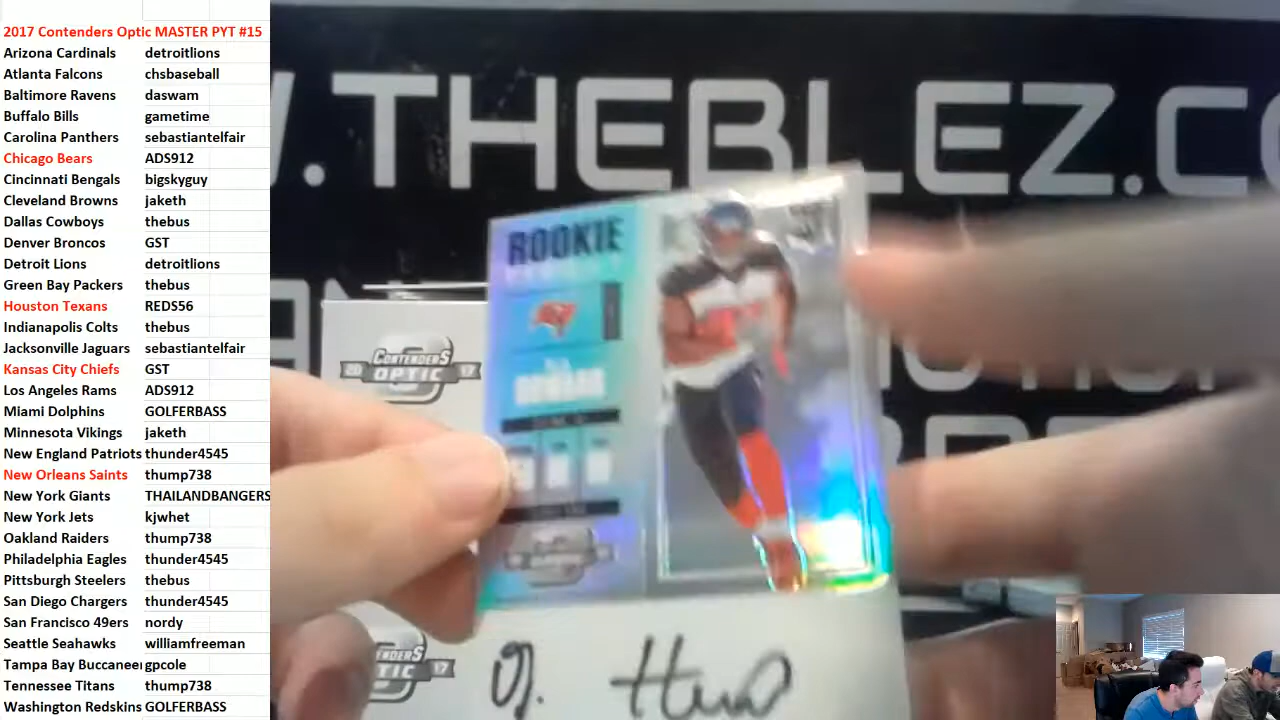 2017 Contenders Optic MASTER PYT #15
Arizona Cardinals detroitlions
Atlanta Falcons chsbaseball
Baltimore Ravens daswam
Buffalo Bills gametime
Carolina Panthers sebastiantelfair
Chicago Bears ADS912
Cincinnati Bengals bigskyguy
Cleveland Browns jaketh
Dallas Cowboys thebus
Denver Broncos GST
Detroit Lions detroitlions
Green Bay Packers thebus
Houston Texans REDS56
Indianapolis Colts thebus
Jacksonville Jaguars sebastiantelfair
Kansas City Chiefs GST
Los Angeles Rams ADS912
Miami Dolphins GOLFERBASS
Minnesota Vikings jaketh
New England Patriots thunder4545
New Orleans Saints thump738
New York Giants THAILANDBANGERS
New York Jets kjwhet
Oakland Raiders thump738
Philadelphia Eagles thunder4545
Pittsburgh Steelers thebus
San Diego Chargers thunder4545
San Francisco 49ers nordy
Seattle Seahawks williamfreeman
Tampa Bay Buccanee gpcole
Tennessee Titans thump738
Washington Redskins GOLFERBASS
W.THEBLEZ.CO
ROOKIE
CONTENDERS
20 OPTIC 17
HOWARD
O.J.